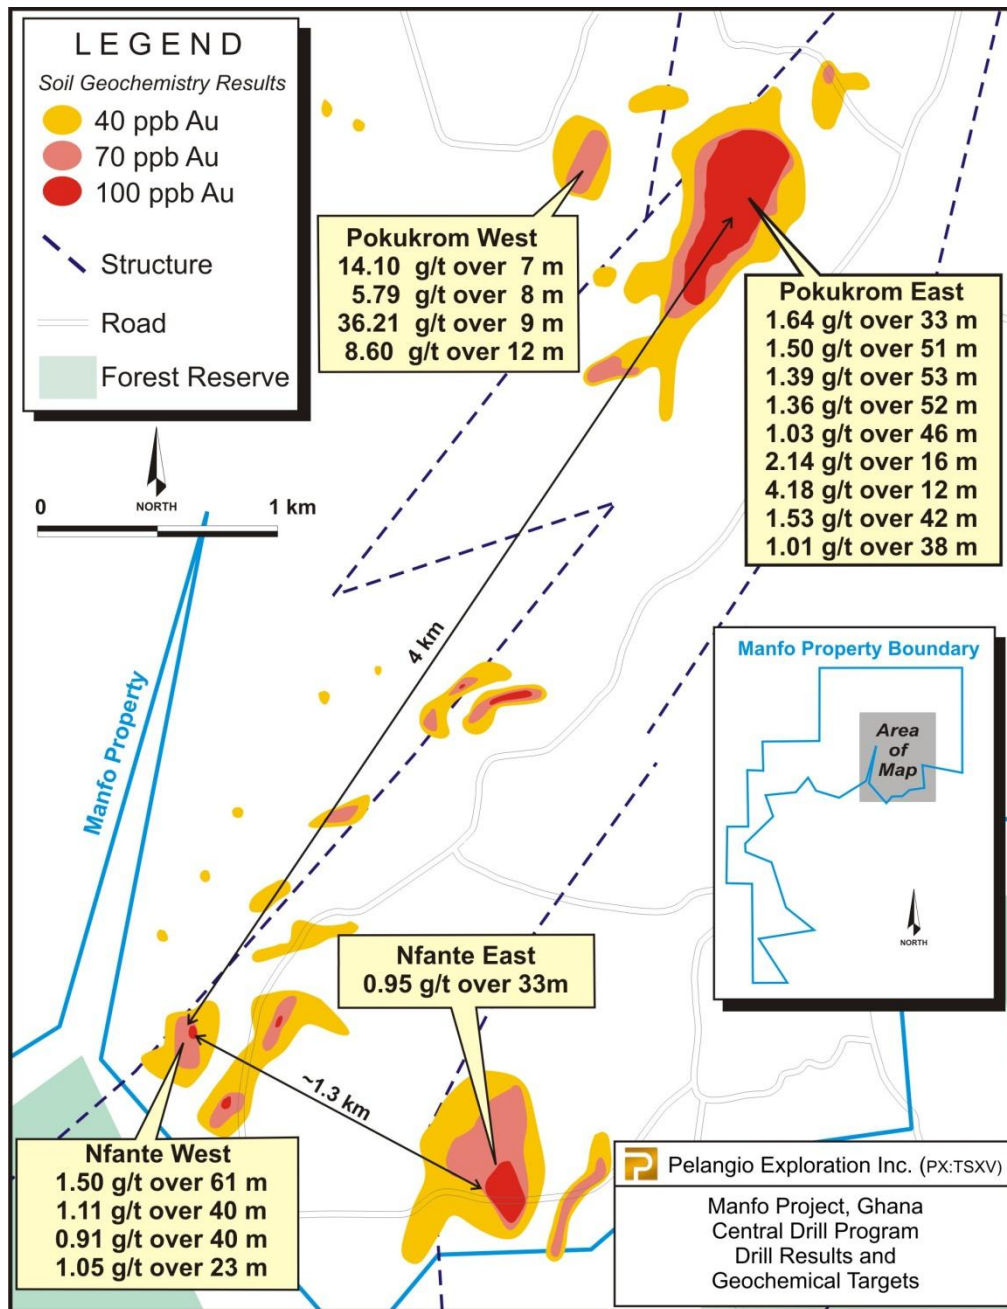 LEGEND
Soil Geochemistry Results
40 ppb Au
70 ppb Au
100 ppb Au
Structure
Road
Forest Reserve
NORTH
0 1 km
Pokukrom West
14.10 g/t over 7 m
5.79 g/t over 8 m
36.21 g/t over 9 m
8.60 g/t over 12 m
Pokukrom East
1.64 g/t over 33 m
1.50 g/t over 51 m
1.39 g/t over 53 m
1.36 g/t over 52 m
1.03 g/t over 46 m
2.14 g/t over 16 m
4.18 g/t over 12 m
1.53 g/t over 42 m
1.01 g/t over 38 m
4 km
Manfo Property
Manfo Property Boundary
Area
of
Map
NORTH
Nfante East
0.95 g/t over 33m
~1.3 km
Nfante West
1.50 g/t over 61 m
1.11 g/t over 40 m
0.91 g/t over 40 m
1.05 g/t over 23 m
P Pelangio Exploration Inc. (PX:TSXV)
Manfo Project, Ghana
Central Drill Program
Drill Results and
Geochemical Targets